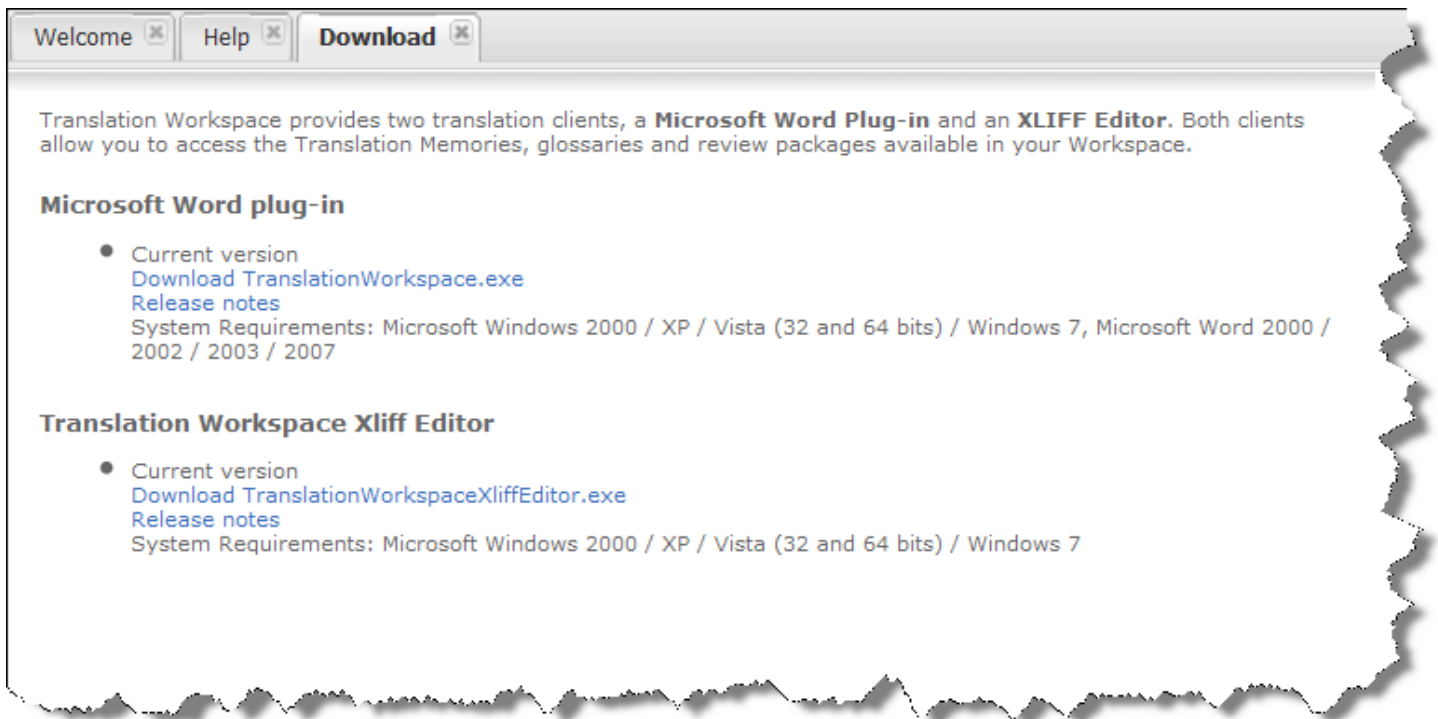 Welcome Help Download
Translation Workspace provides two translation clients, a Microsoft Word Plug-in and an XLIFF Editor. Both clients
allow you to access the Translation Memories, glossaries and review packages available in your Workspace.
Microsoft Word plug-in
Current version
Download TranslationWorkspace.exe
Release notes
System Requirements: Microsoft Windows 2000 / XP / Vista (32 and 64 bits) / Windows 7, Microsoft Word 2000 /
2002 / 2003 / 2007
Translation Workspace Xliff Editor
Current version
Download TranslationWorkspaceXliffEditor.exe
Release notes
System Requirements: Microsoft Windows 2000 / XP / Vista (32 and 64 bits) / Windows 7